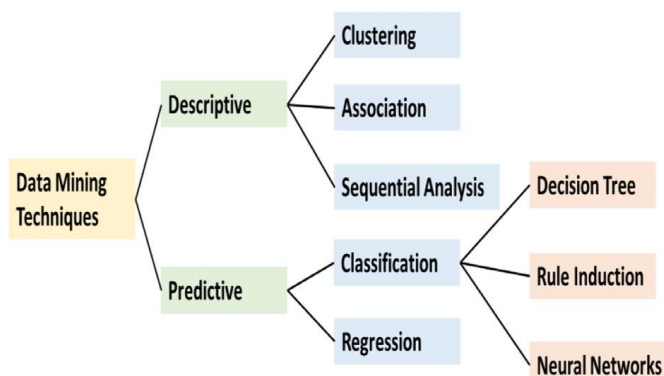 Clustering
Descriptive
Association
Data Mining
Techniques
Sequential Analysis
Decision Tree
Classification
Predictive
Rule Induction
Regression
Neural Networks